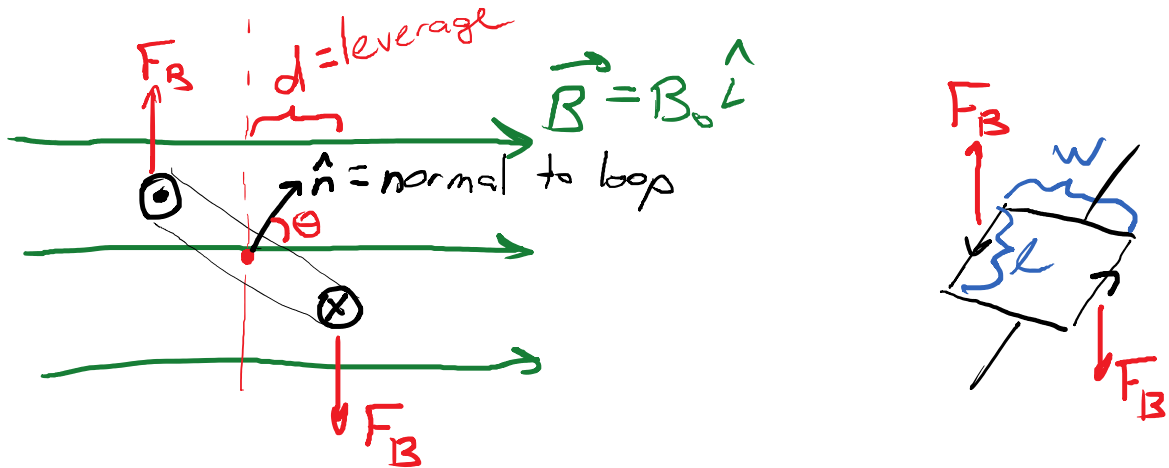 d = leverage
F_B
B⃗ = B₀ î
n̂ = normal to loop
θ
F_B
F_B
w
l
F_B